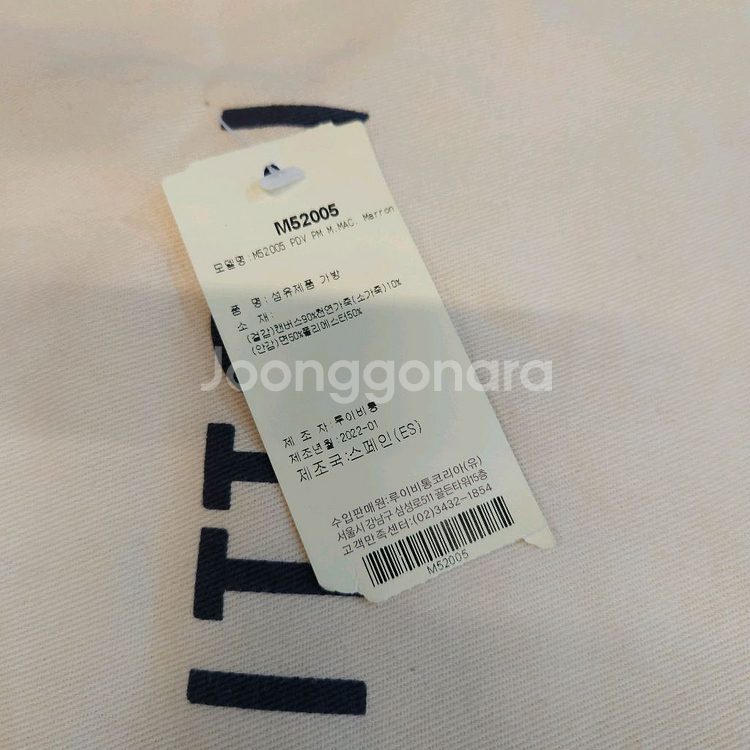 M52005
모델명:M52005 PDV PM M.MAC. Marron
품 명:섬유제품 가방
소 재:
(겉감)캔버스90%천연가죽(소가죽)10%
(안감)면50%폴리에스터50%
제 조 자:루이비통
제조년월:2022-01
제조국:스페인(ES)
수입판매원:루이비통코리아(유)
서울시 강남구 삼성로511 골든타워15층
고객만족센터:(02)3432-1854
M52005
Joonggonara